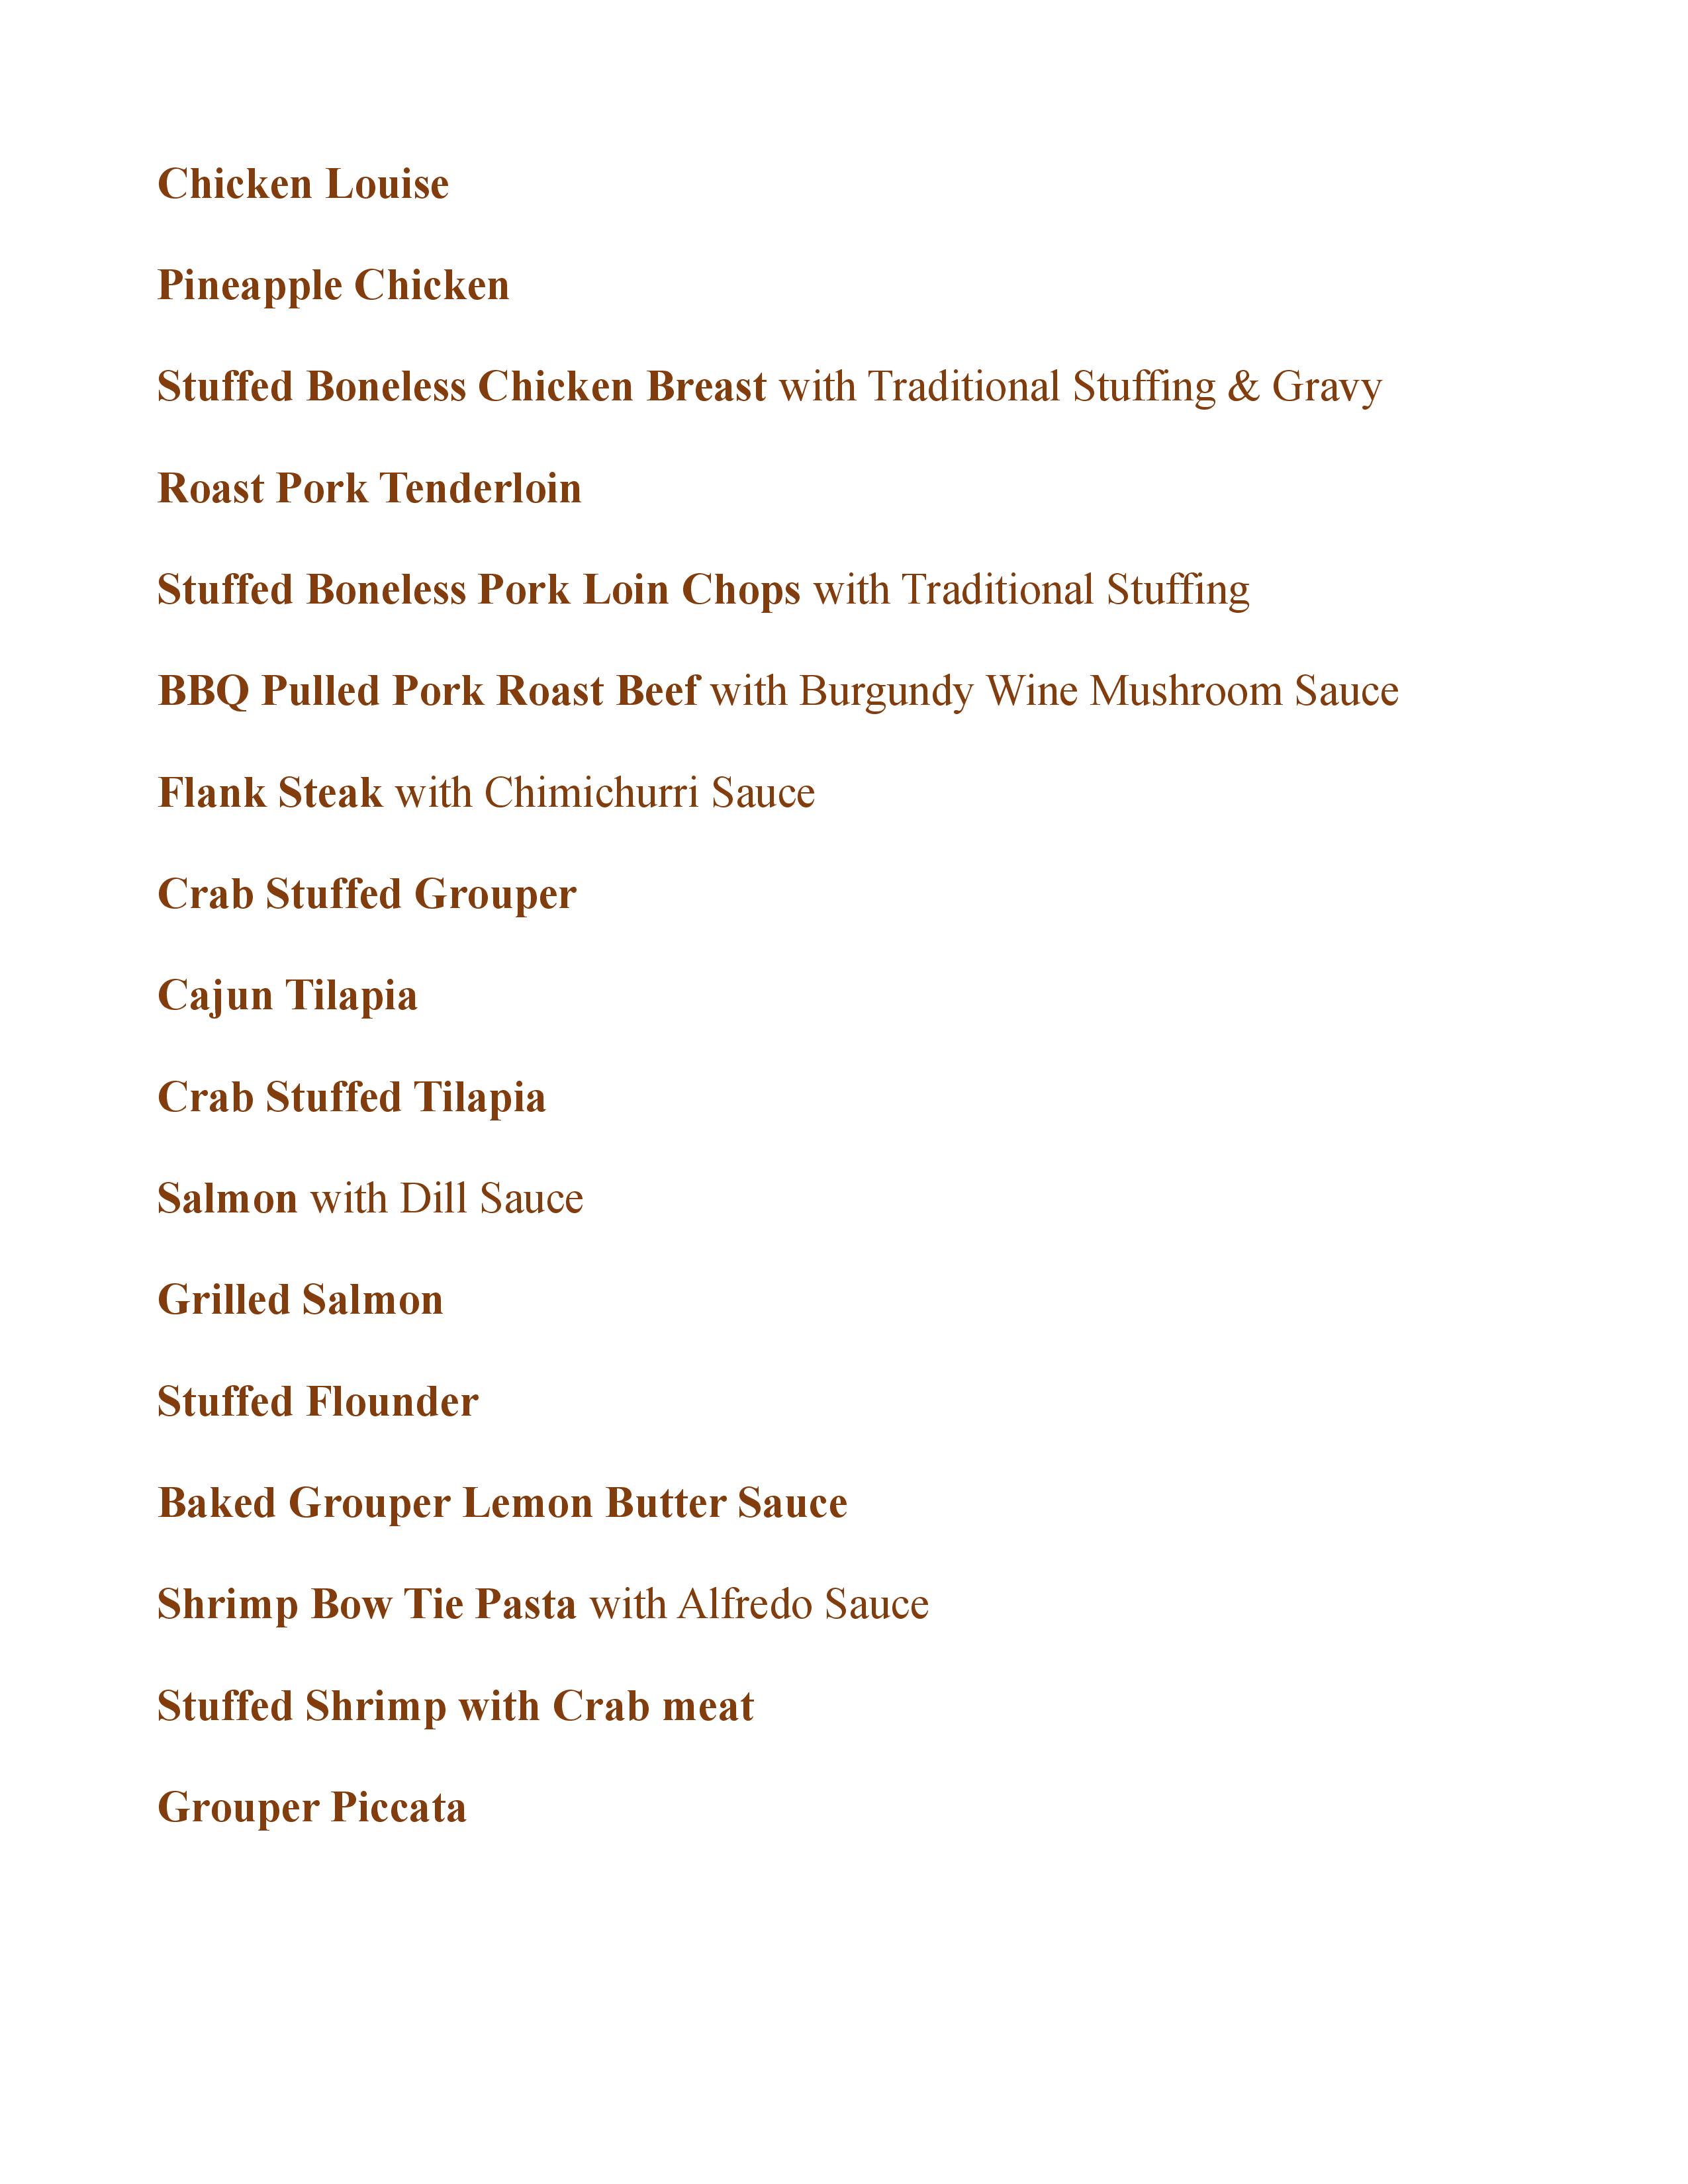 Chicken Louise
Pineapple Chicken
Stuffed Boneless Chicken Breast with Traditional Stuffing & Gravy
Roast Pork Tenderloin
Stuffed Boneless Pork Loin Chops with Traditional Stuffing
BBQ Pulled Pork Roast Beef with Burgundy Wine Mushroom Sauce
Flank Steak with Chimichurri Sauce
Crab Stuffed Grouper
Cajun Tilapia
Crab Stuffed Tilapia
Salmon with Dill Sauce
Grilled Salmon
Stuffed Flounder
Baked Grouper Lemon Butter Sauce
Shrimp Bow Tie Pasta with Alfredo Sauce
Stuffed Shrimp with Crab meat
Grouper Piccata